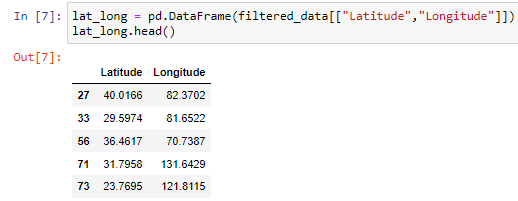 In [7]: lat_long = pd.DataFrame(filtered_data[["Latitude","Longitude"]])
lat_long.head()
Out[7]:
Latitude Longitude
27 40.0166 82.3702
33 29.5974 81.6522
56 36.4617 70.7387
71 31.7958 131.6429
73 23.7695 121.8115